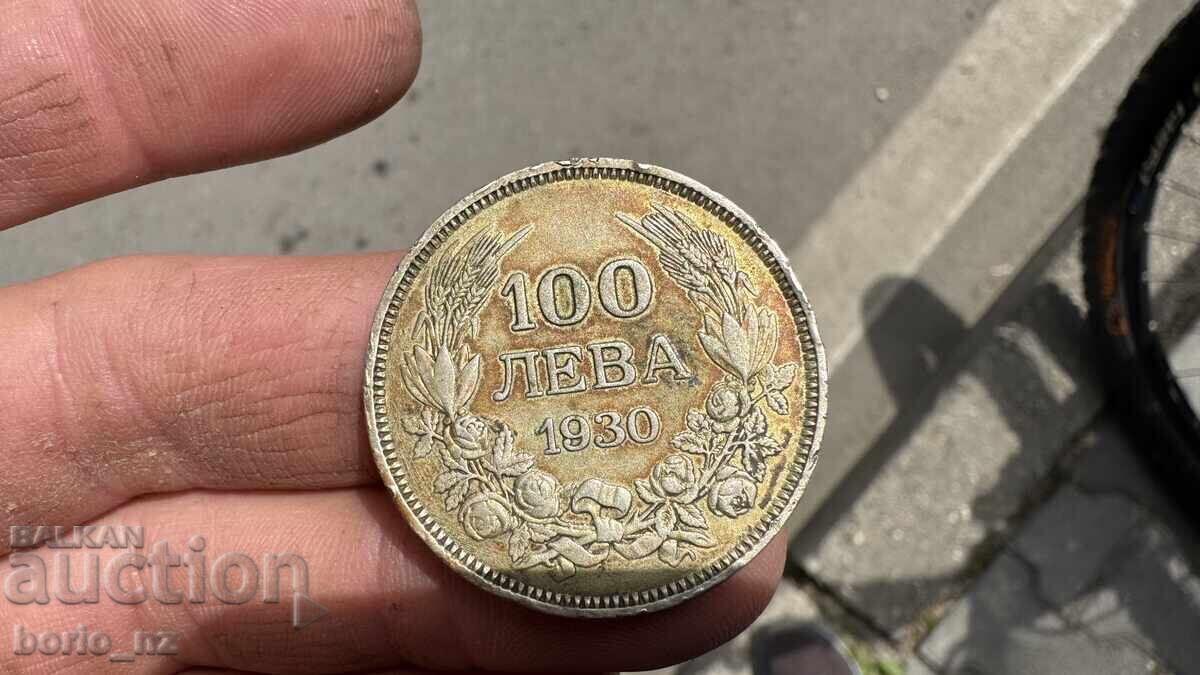 100
ЛЕВА
1930
BALKAN
auction
borio_nz